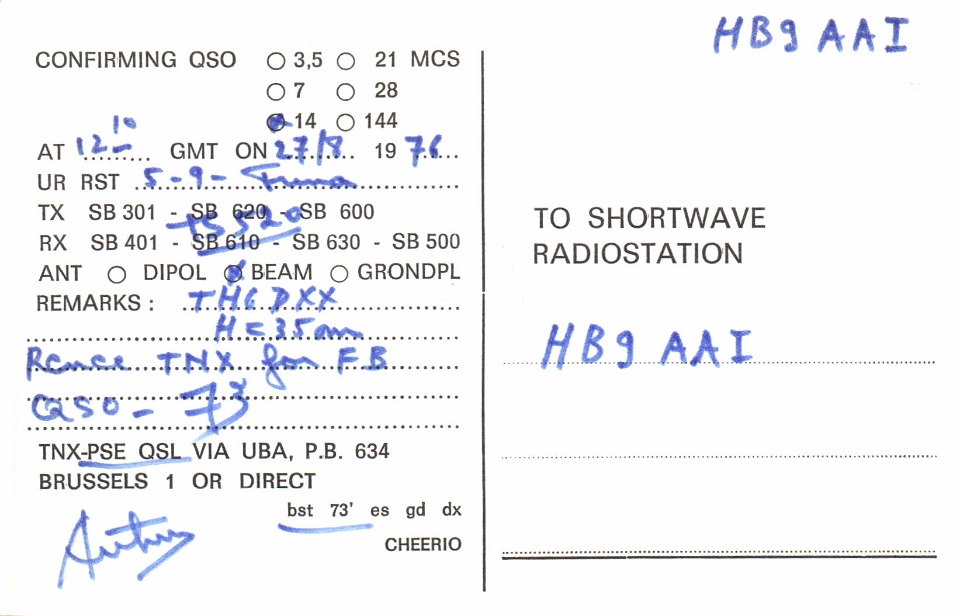 HB9 AAI
CONFIRMING QSO ○ 3,5 ○ 21 MCS
○ 7 ○ 28
○ 14 ○ 144
AT 12 10 GMT ON 27/8 19 76
UR RST 5-9-
TX SB 301 - SB 620 - SB 600
TS 520
RX SB 401 - SB 610 - SB 630 - SB 500
ANT ○ DIPOL ○ BEAM ○ GRONDPL
REMARKS : TH6DXX
H = 35 m
TNX for FB
QSO - 73
TNX-PSE QSL VIA UBA, P.B. 634
BRUSSELS 1 OR DIRECT
bst 73' es gd dx
CHEERIO
TO SHORTWAVE
RADIOSTATION
HB9 AAI